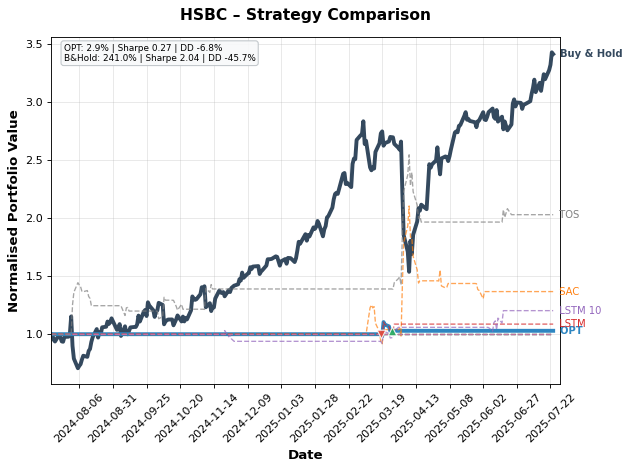 HSBC – Strategy Comparison
OPT: 2.9% | Sharpe 0.27 | DD -6.8%
B&Hold: 241.0% | Sharpe 2.04 | DD -45.7%
Normalised Portfolio Value
3.5
3.0
2.5
2.0
1.5
1.0
Buy & Hold
TOS
SAC
LSTM 10
LSTM
OPT
2024-08-06
2024-08-31
2024-09-25
2024-10-20
2024-11-14
2024-12-09
2025-01-03
2025-01-28
2025-02-22
2025-03-19
2025-04-13
2025-05-08
2025-06-02
2025-06-27
2025-07-22
Date